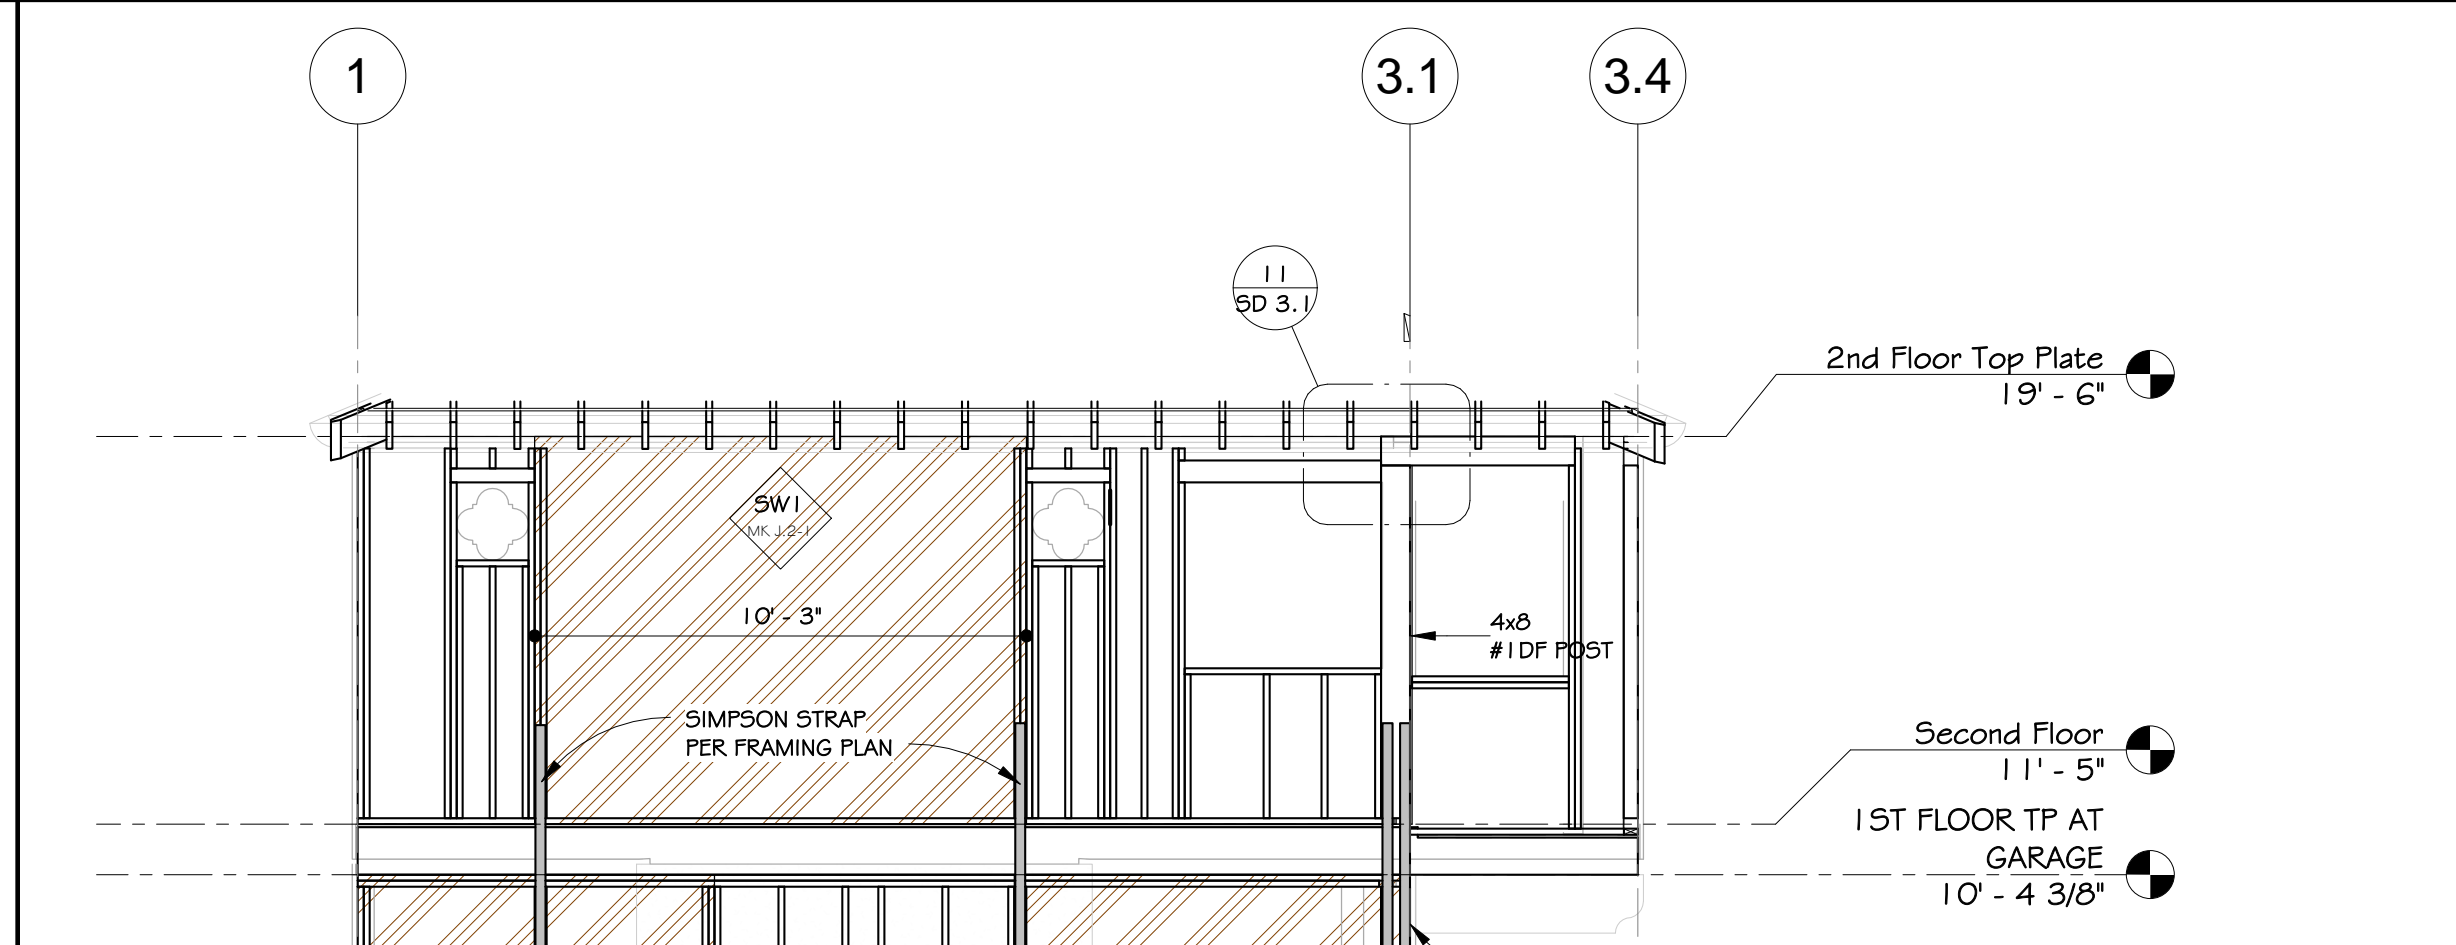 1
3.1
3.4
11
SD 3.1
2nd Floor Top Plate
19' - 6"
SW1
MK J.2-1
10' - 3"
4x8
#1DF POST
SIMPSON STRAP
PER FRAMING PLAN
Second Floor
11' - 5"
1ST FLOOR TP AT
GARAGE
10' - 4 3/8"